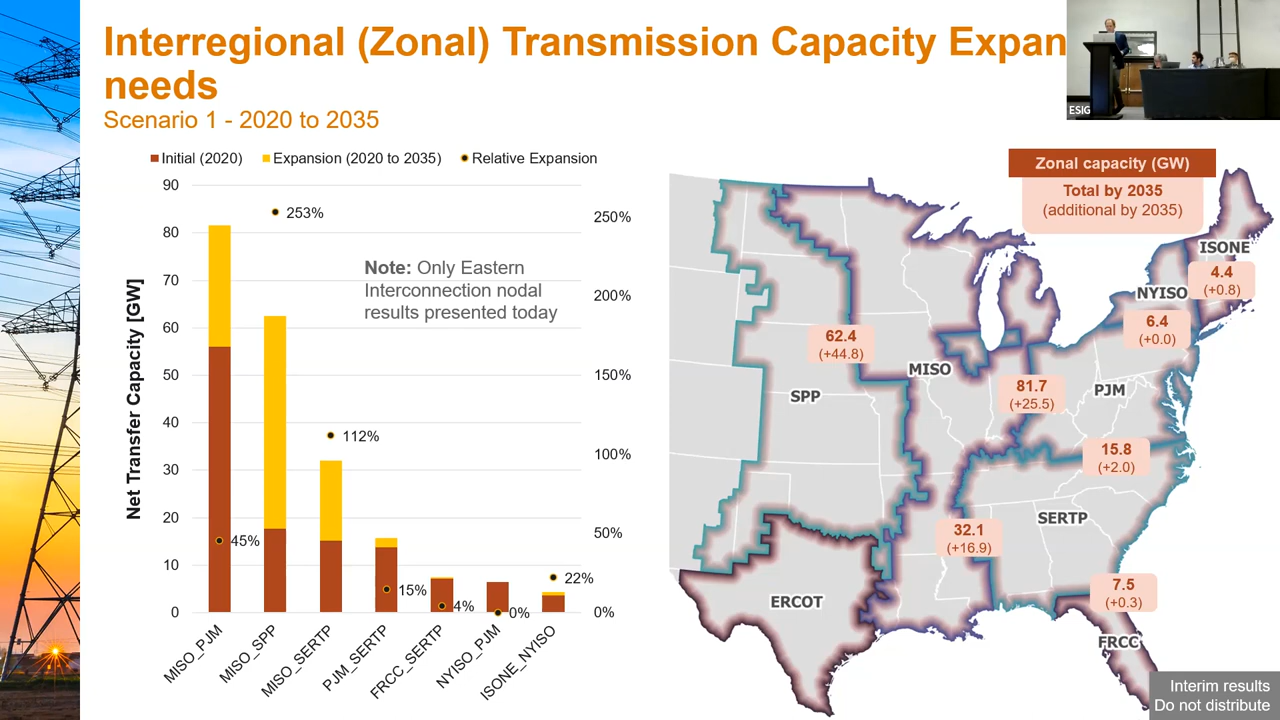 Interregional (Zonal) Transmission Capacity Expan
needs
Scenario 1 - 2020 to 2035
ESIG
Initial (2020) Expansion (2020 to 2035) Relative Expansion
Net Transfer Capacity [GW]
90
80
70
60
50
40
30
20
10
0
250%
200%
150%
100%
50%
0%
Note: Only Eastern
Interconnection nodal
results presented today
45%
253%
112%
15%
4%
0%
22%
MISO_PJM
MISO_SPP
MISO_SERTP
PJM_SERTP
FRCC_SERTP
NYISO_PJM
ISONE_NYISO
Zonal capacity (GW)
Total by 2035
(additional by 2035)
ISONE
4.4
(+0.8)
NYISO
6.4
(+0.0)
62.4
(+44.8)
MISO
SPP
81.7
(+25.5)
PJM
15.8
(+2.0)
SERTP
32.1
(+16.9)
7.5
(+0.3)
ERCOT
FRCC
Interim results
Do not distribute